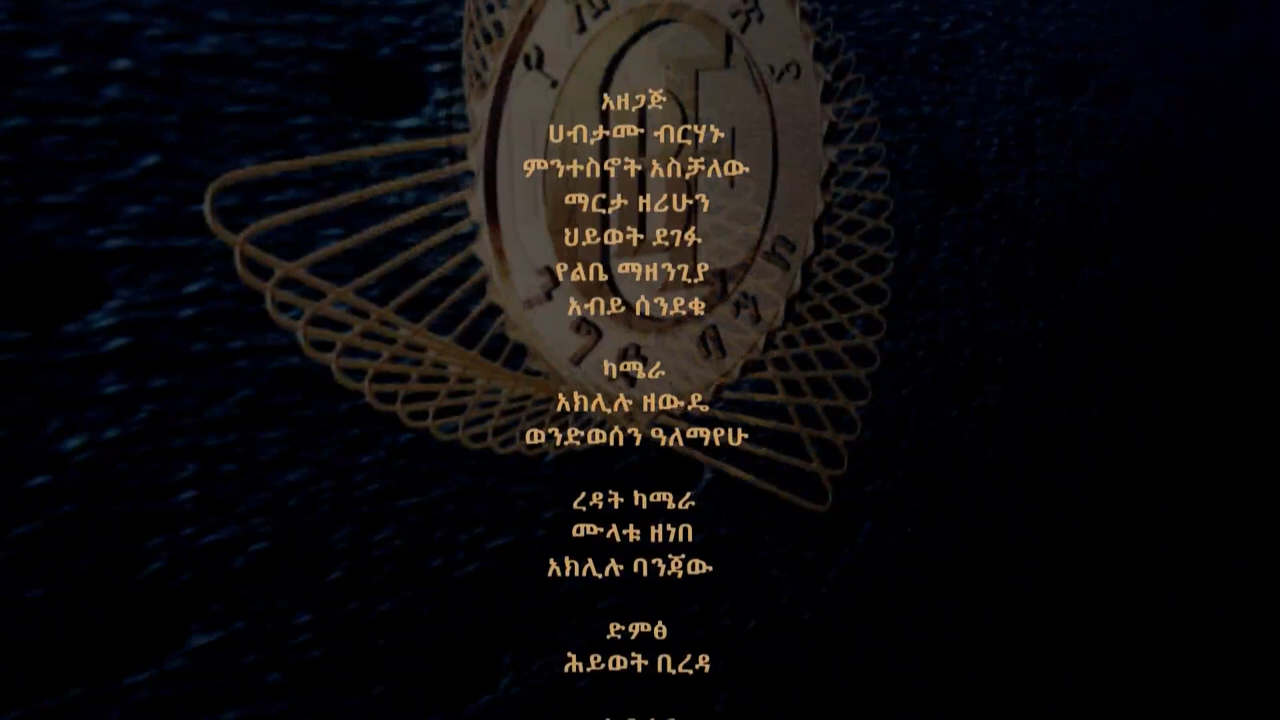 አዘጋጅ
ሀብታሙ ብርሃኑ
ምንተስኖት አስቻለው
ማርታ ዘሪሁን
ህይወት ደገፉ
የልቤ ማዘንጊያ
አብይ ሰንደቁ
ካሜራ
አክሊሉ ዘውዴ
ወንድወሰን ዓለማየሁ
ረዳት ካሜራ
ሙላቱ ዘነበ
አክሊሉ ባንጃው
ድምፅ
ሕይወት ቢረዳ